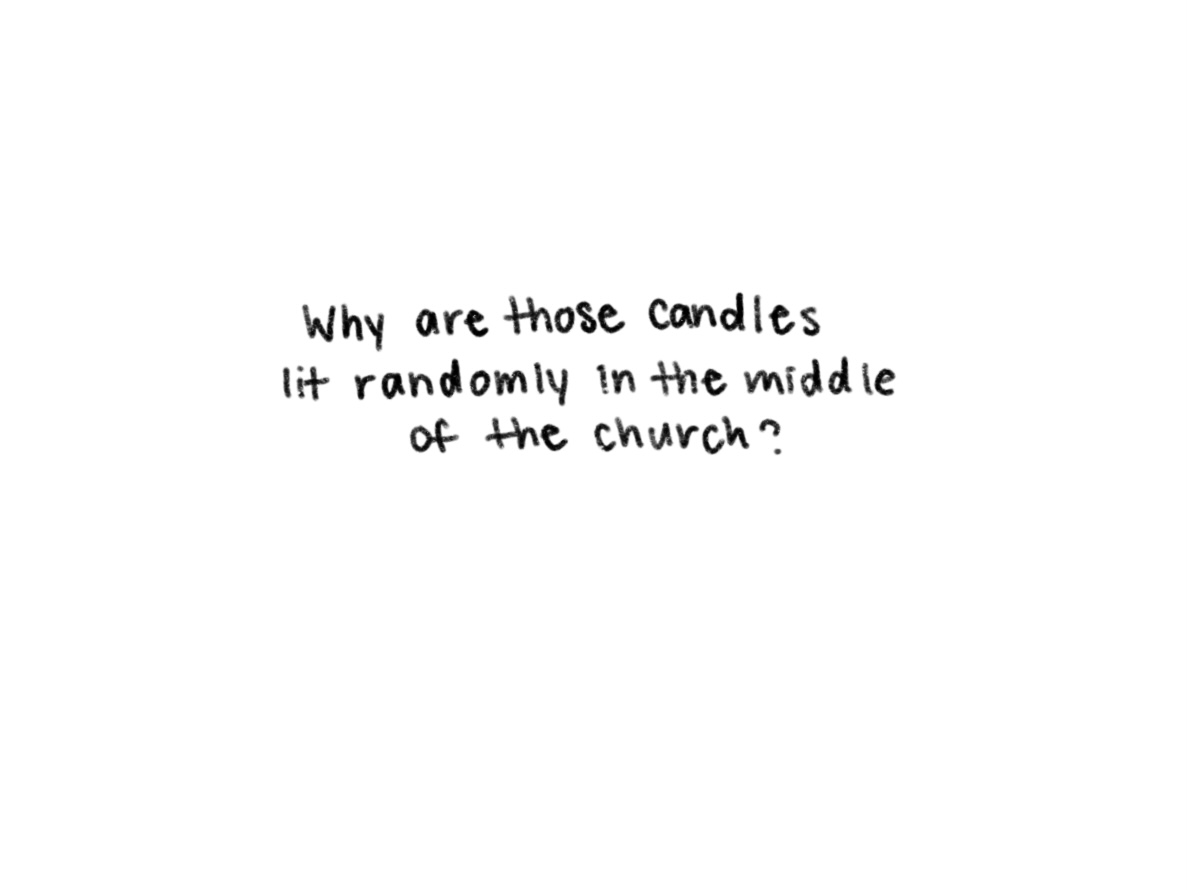 Why are those candles
lit randomly in the middle
of the church?